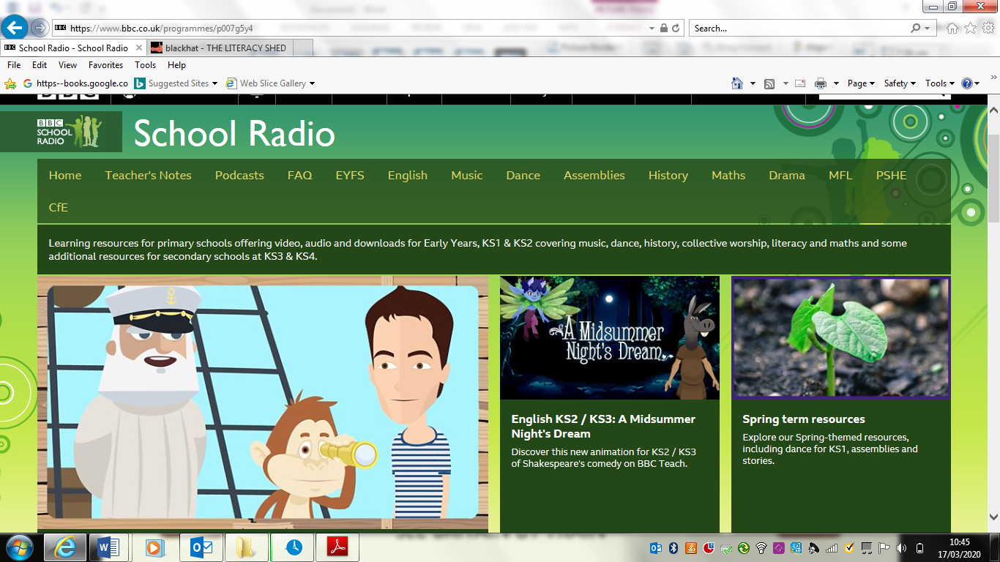 https://www.bbc.co.uk/programmes/p007g5y4
Search...
School Radio - School Radio
blackhat - THE LITERACY SHED
File Edit View Favorites Tools Help
https--books.google.co Suggested Sites Web Slice Gallery Page Safety Tools
BBC
SCHOOL
RADIO
School Radio
Home Teacher's Notes Podcasts FAQ EYFS English Music Dance Assemblies History Maths Drama MFL PSHE
CfE
Learning resources for primary schools offering video, audio and downloads for Early Years, KS1 & KS2 covering music, dance, history, collective worship, literacy and maths and some
additional resources for secondary schools at KS3 & KS4.
A Midsummer
Night's Dream
English KS2 / KS3: A Midsummer
Night's Dream
Discover this new animation for KS2 / KS3
of Shakespeare's comedy on BBC Teach.
Spring term resources
Explore our Spring-themed resources,
including dance for KS1, assemblies and
stories.
10:45
17/03/2020